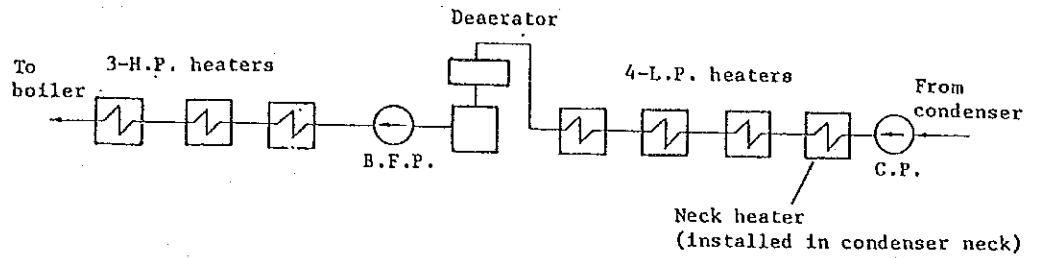 Deaerator
To
boiler
3-H.P. heaters
4-L.P. heaters
From
condenser
B.F.P.
C.P.
Neck heater
(installed in condenser neck)